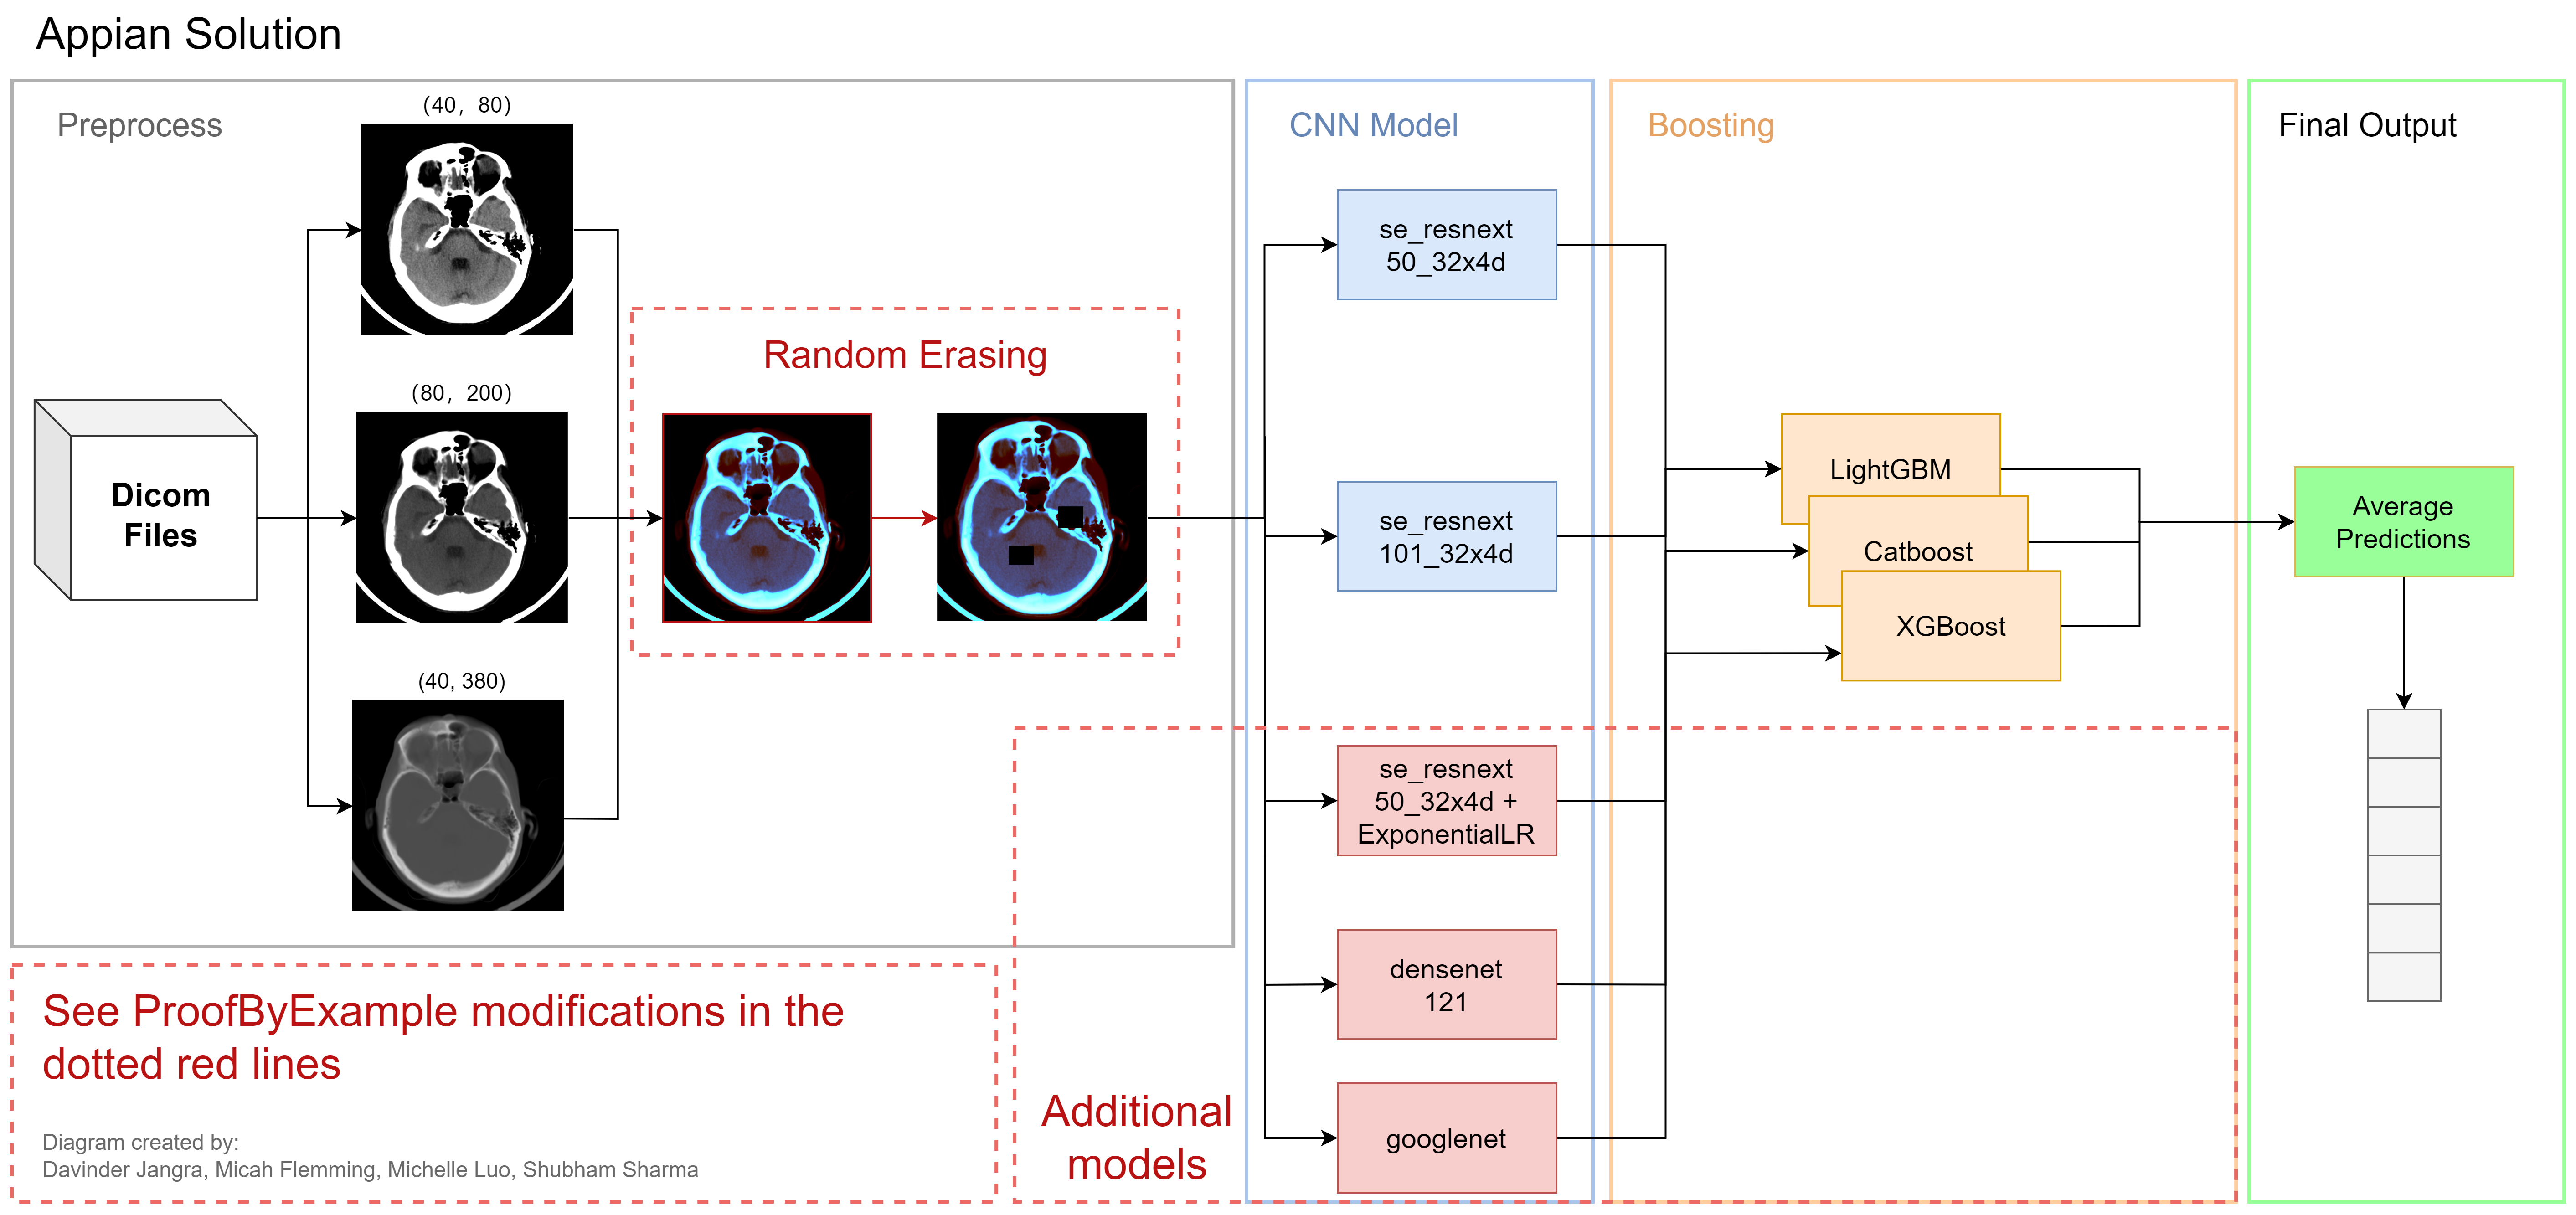 Appian Solution
Preprocess
(40, 80)
(80, 200)
(40, 380)
Dicom
Files
Random Erasing
CNN Model
se_resnext
50_32x4d
se_resnext
101_32x4d
se_resnext
50_32x4d +
ExponentialLR
densenet
121
googlenet
Additional
models
Boosting
LightGBM
Catboost
XGBoost
Final Output
Average
Predictions
See ProofByExample modifications in the
dotted red lines
Diagram created by:
Davinder Jangra, Micah Flemming, Michelle Luo, Shubham Sharma